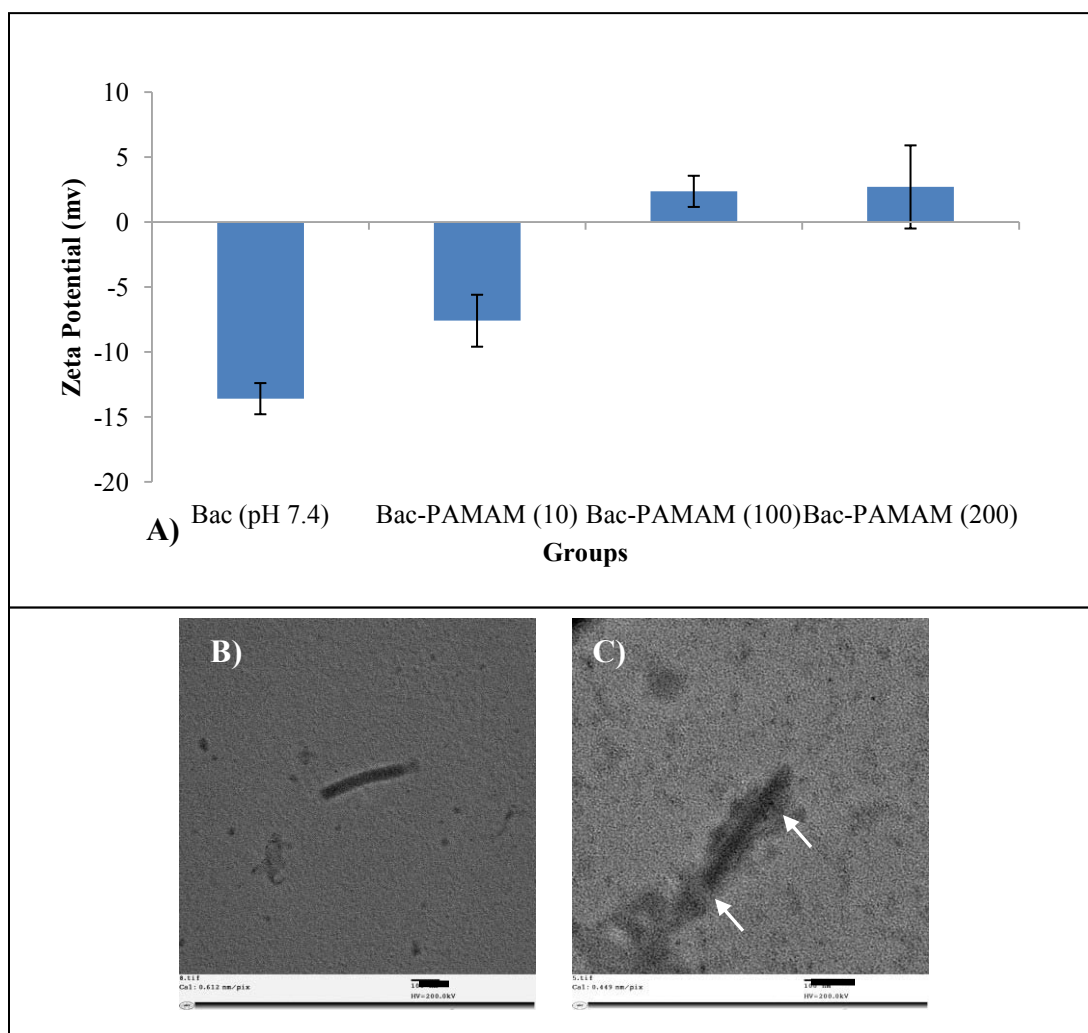 10
5
0
-5
-10
-15
-20
Zeta Potential (mv)
Bac (pH 7.4) Bac-PAMAM (10) Bac-PAMAM (100) Bac-PAMAM (200)
A)
Groups
B)
C)
Cal: 0.612 nm/pix
HV=200.0kV
5.tif
Cal: 0.449 nm/pix
HV=200.0kV